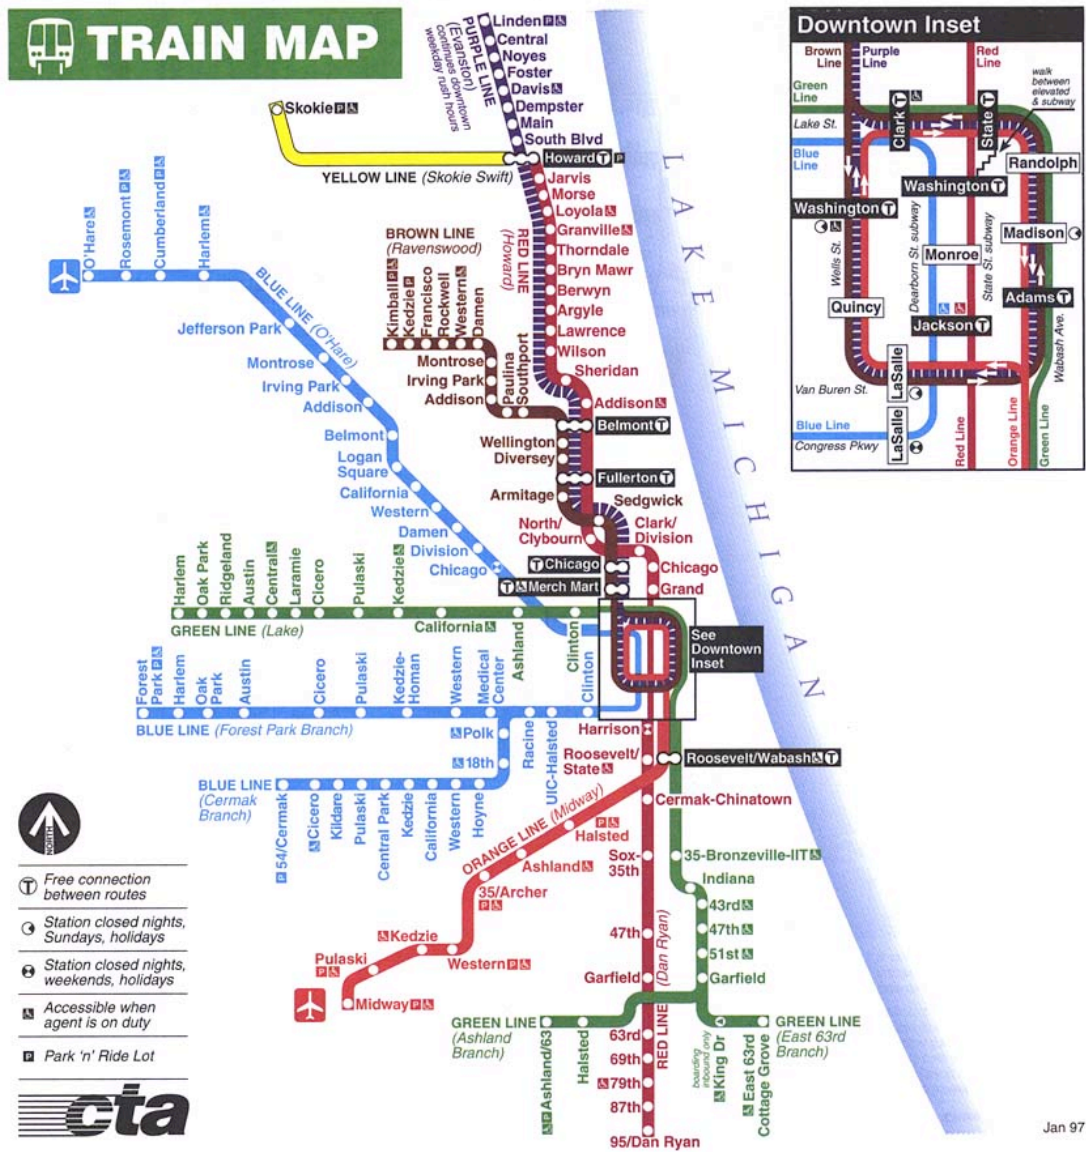 TRAIN MAP
Linden P
Central
Noyes
Foster
Davis
Dempster
Main
South Blvd
PURPLE LINE
(Evanston)
continues downtown
weekday rush hours
Skokie P
YELLOW LINE (Skokie Swift)
Howard T P
Jarvis
Morse
Loyola
Granville
Thorndale
Bryn Mawr
Berwyn
Argyle
Lawrence
Wilson
Sheridan
Addison
RED LINE
(Howard)
Belmont T
Fullerton T
LAKE MICHIGAN
BROWN LINE
(Ravenswood)
Kimball P
Kedzie P
Francisco
Rockwell
Western
Damen
Montrose
Irving Park
Addison
Paulina
Southport
Wellington
Diversey
Armitage
Sedgwick
North/
Clybourn
Clark/
Division
T Chicago
Chicago
T Merch Mart
Grand
O'Hare
Rosemont P
Cumberland P
Harlem
BLUE LINE (O'Hare)
Jefferson Park
Montrose
Irving Park
Addison
Belmont
Logan
Square
California
Western
Damen
Division
Chicago
Harlem
Oak Park
Ridgeland
Austin
Central
Laramie
Cicero
Pulaski
Kedzie
California
Ashland
Clinton
GREEN LINE (Lake)
See
Downtown
Inset
Forest
Park P
Harlem
Oak
Park
Austin
Cicero
Pulaski
Kedzie-
Homan
Western
Medical
Center
Racine
UIC-Halsted
Clinton
BLUE LINE (Forest Park Branch)
Polk
18th
BLUE LINE
(Cermak
Branch)
P 54/Cermak
Cicero
Kildare
Pulaski
Central Park
Kedzie
California
Western
Hoyne
Harrison
Roosevelt/
State
Roosevelt/Wabash T
Cermak-Chinatown
ORANGE LINE (Midway)
P
Halsted
Ashland
35/Archer
P
Kedzie
Western P
Pulaski
P
Midway P
Sox-
35th
35-Bronzeville-IIT
Indiana
43rd
47th
51st
Garfield
47th
Garfield
(Dan Ryan)
RED LINE
63rd
69th
79th
87th
95/Dan Ryan
GREEN LINE
(Ashland
Branch)
P Ashland/63
Halsted
boarding
inbound only
King Dr
East 63rd
Cottage Grove
GREEN LINE
(East 63rd
Branch)
NORTH
T Free connection
between routes
Station closed nights,
Sundays, holidays
Station closed nights,
weekends, holidays
Accessible when
agent is on duty
P Park 'n' Ride Lot
cta
Jan 97
Downtown Inset
Brown
Line
Purple
Line
Red
Line
walk
between
elevated
& subway
Green
Line
Lake St.
Blue
Line
Clark T
State T
Randolph
Washington T
Washington T
Madison
Wells St.
Dearborn St. subway
State St. subway
Monroe
Quincy
Adams T
Jackson T
Wabash Ave.
LaSalle
Van Buren St.
Blue Line
Congress Pkwy
LaSalle
Red Line
Orange Line
Green Line